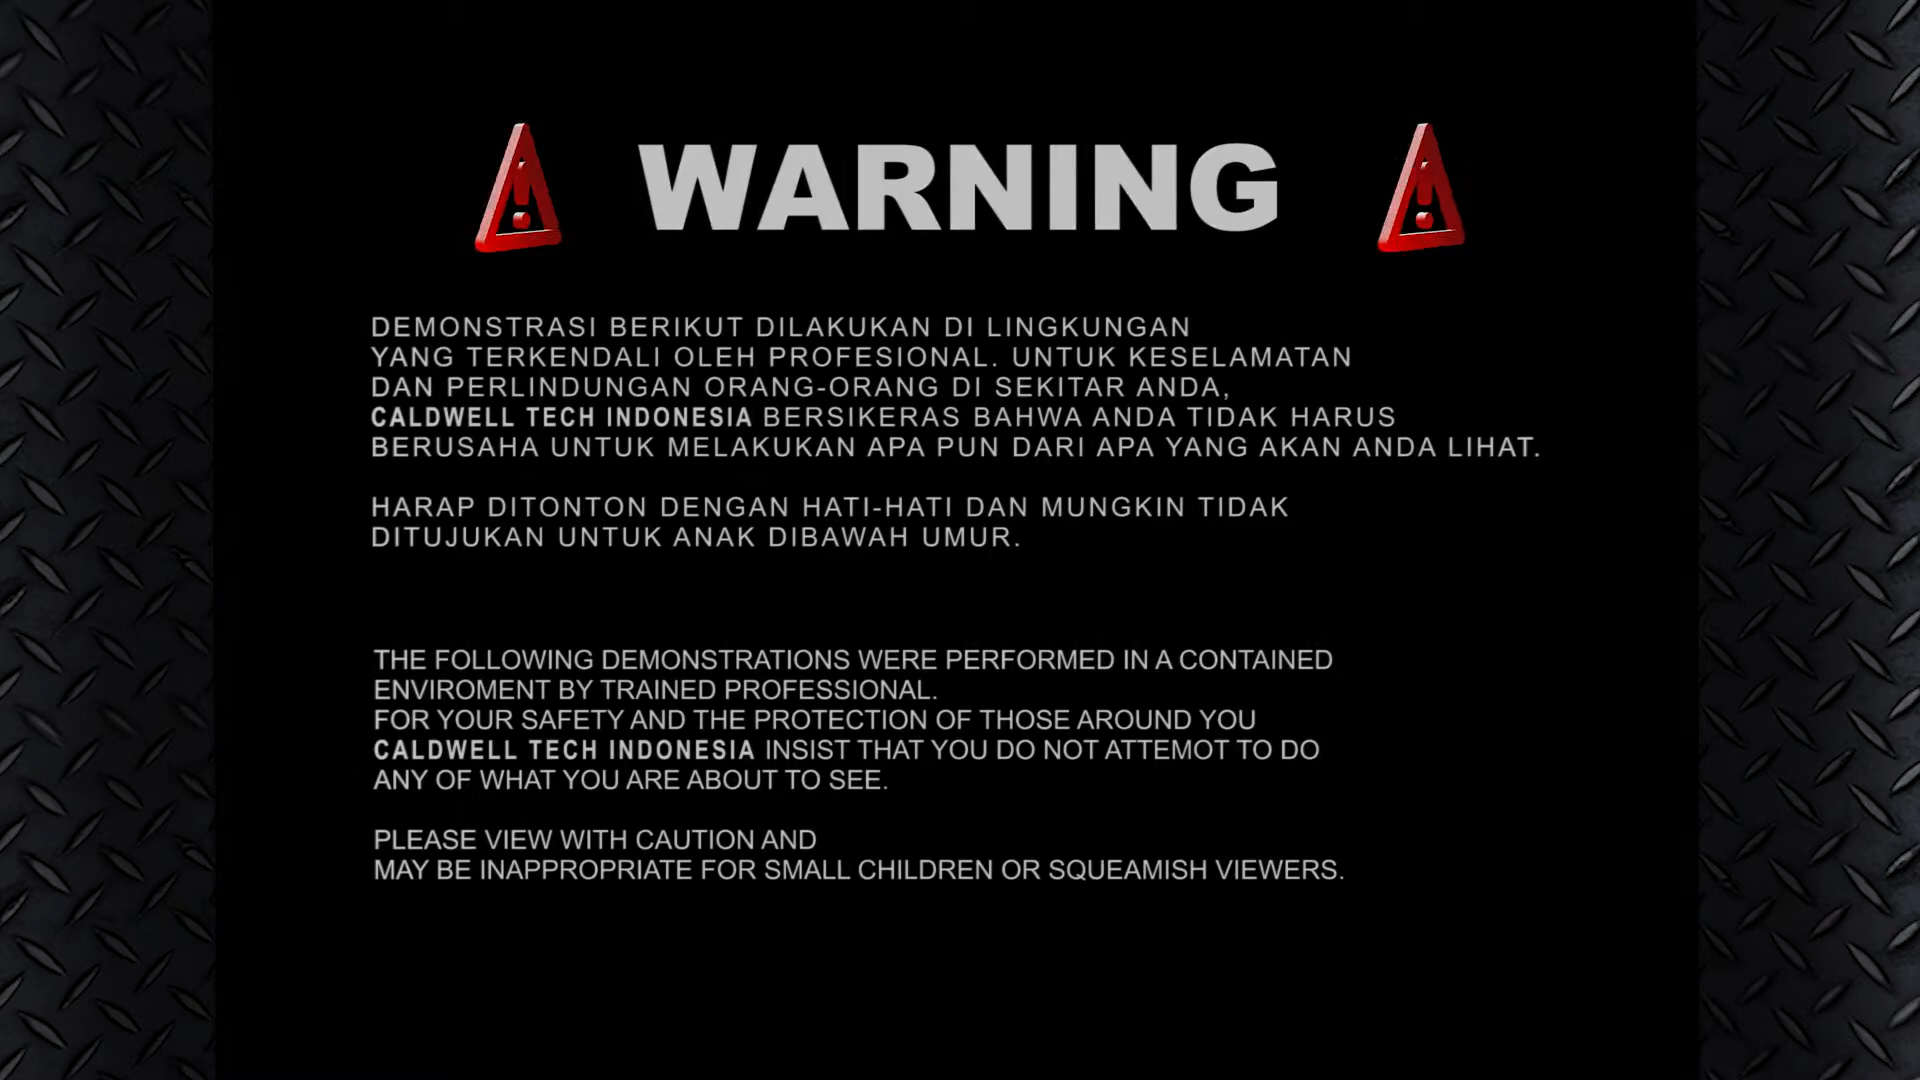 WARNING
DEMONSTRASI BERIKUT DILAKUKAN DI LINGKUNGAN
YANG TERKENDALI OLEH PROFESIONAL. UNTUK KESELAMATAN
DAN PERLINDUNGAN ORANG-ORANG DI SEKITAR ANDA,
CALDWELL TECH INDONESIA BERSIKERAS BAHWA ANDA TIDAK HARUS
BERUSAHA UNTUK MELAKUKAN APA PUN DARI APA YANG AKAN ANDA LIHAT.
HARAP DITONTON DENGAN HATI-HATI DAN MUNGKIN TIDAK
DITUJUKAN UNTUK ANAK DIBAWAH UMUR.
THE FOLLOWING DEMONSTRATIONS WERE PERFORMED IN A CONTAINED
ENVIROMENT BY TRAINED PROFESSIONAL.
FOR YOUR SAFETY AND THE PROTECTION OF THOSE AROUND YOU
CALDWELL TECH INDONESIA INSIST THAT YOU DO NOT ATTEMOT TO DO
ANY OF WHAT YOU ARE ABOUT TO SEE.
PLEASE VIEW WITH CAUTION AND
MAY BE INAPPROPRIATE FOR SMALL CHILDREN OR SQUEAMISH VIEWERS.